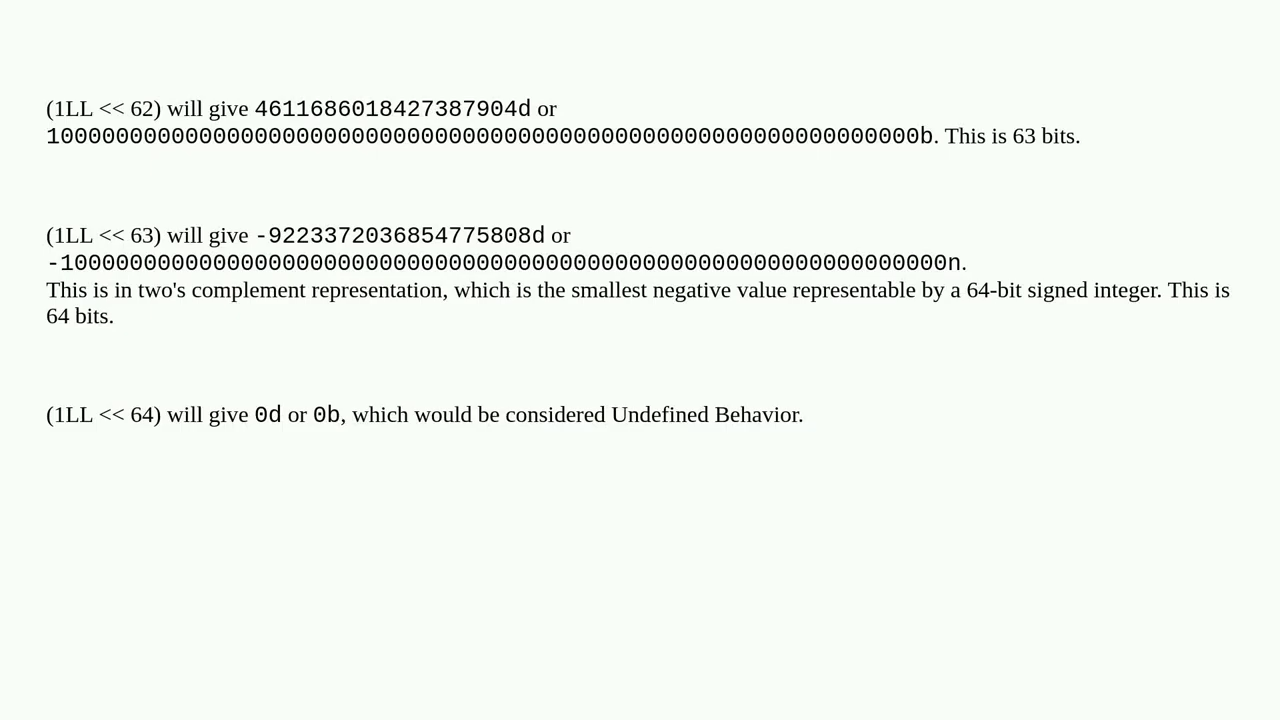 (1LL << 62) will give 4611686018427387904d or
100000000000000000000000000000000000000000000000000000000000000b. This is 63 bits.
(1LL << 63) will give -9223372036854775808d or
-1000000000000000000000000000000000000000000000000000000000000000n.
This is in two's complement representation, which is the smallest negative value representable by a 64-bit signed integer. This is
64 bits.
(1LL << 64) will give 0d or 0b, which would be considered Undefined Behavior.